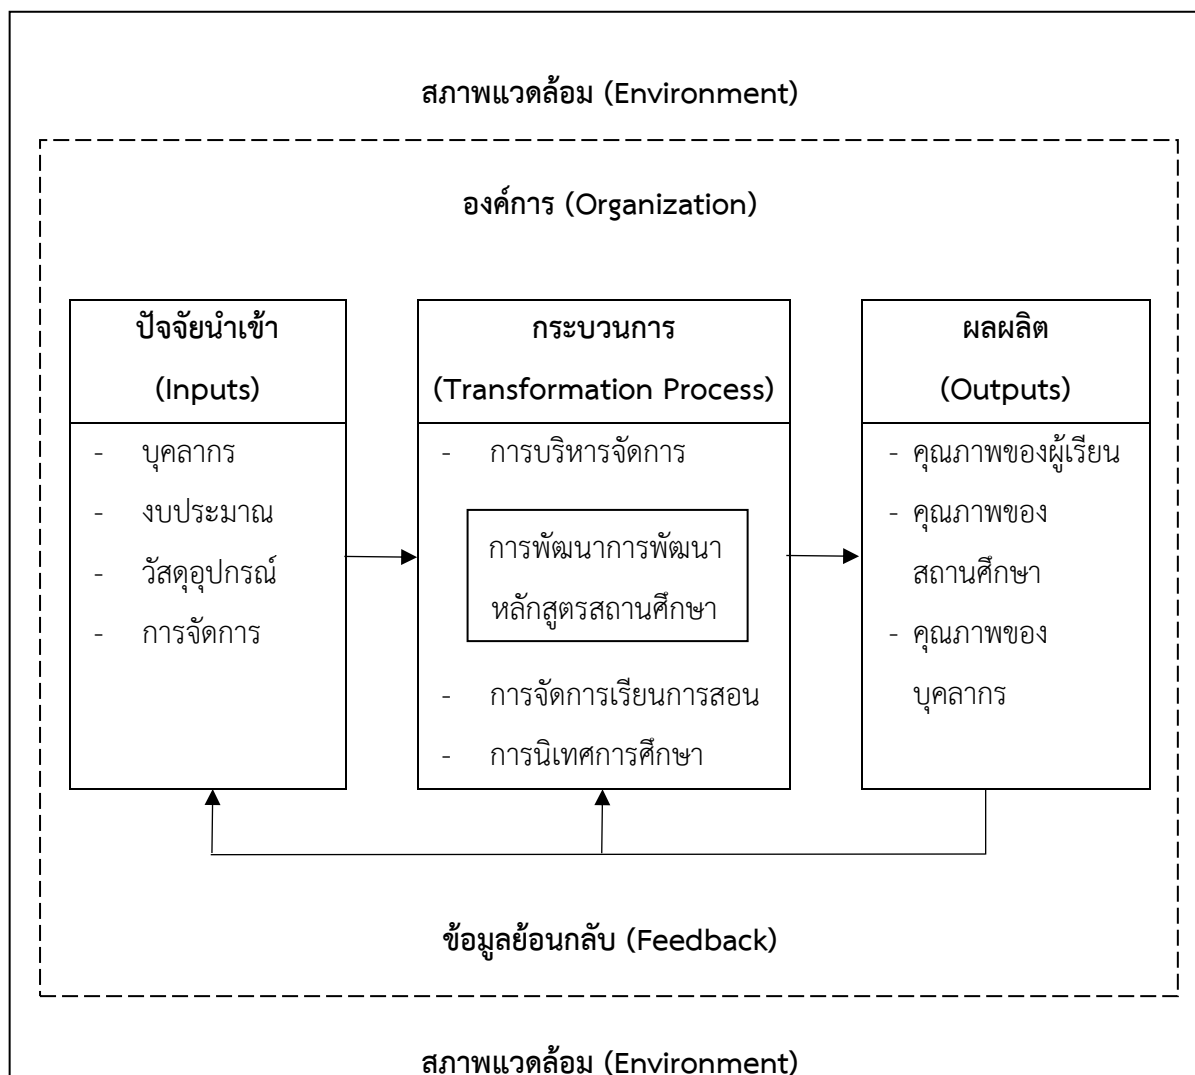 สภาพแวดล้อม (Environment)
องค์การ (Organization)
ปัจจัยนำเข้า
(Inputs)
- บุคลากร
- งบประมาณ
- วัสดุอุปกรณ์
- การจัดการ
กระบวนการ
(Transformation Process)
- การบริหารจัดการ
การพัฒนาการพัฒนา
หลักสูตรสถานศึกษา
- การจัดการเรียนการสอน
- การนิเทศการศึกษา
ผลผลิต
(Outputs)
- คุณภาพของผู้เรียน
- คุณภาพของ
สถานศึกษา
- คุณภาพของ
บุคลากร
ข้อมูลย้อนกลับ (Feedback)
สภาพแวดล้อม (Environment)